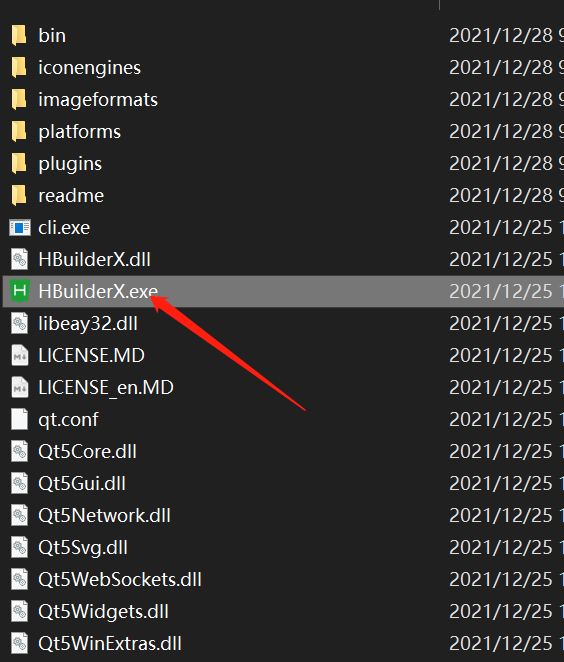 bin 2021/12/28 9
iconengines 2021/12/28 9
imageformats 2021/12/28 9
platforms 2021/12/28 9
plugins 2021/12/28 9
readme 2021/12/28 9
cli.exe 2021/12/25 1
HBuilderX.dll 2021/12/25 1
HBuilderX.exe 2021/12/25 1
libeay32.dll 2021/12/25 1
LICENSE.MD 2021/12/25 1
LICENSE_en.MD 2021/12/25 1
qt.conf 2021/12/25 1
Qt5Core.dll 2021/12/25 1
Qt5Gui.dll 2021/12/25 1
Qt5Network.dll 2021/12/25 1
Qt5Svg.dll 2021/12/25 1
Qt5WebSockets.dll 2021/12/25 1
Qt5Widgets.dll 2021/12/25 1
Qt5WinExtras.dll 2021/12/25 1